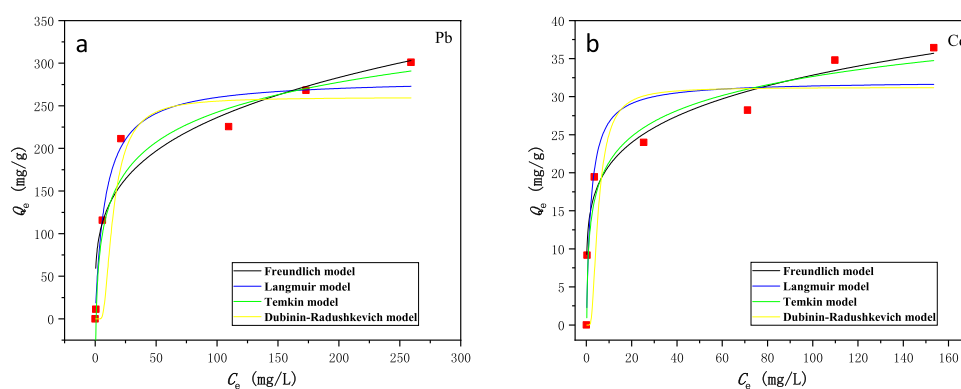 a
Pb
350
300
250
200
150
100
50
0
Qe (mg/g)
0 50 100 150 200 250 300
Ce (mg/L)
Freundlich model
Langmuir model
Temkin model
Dubinin-Radushkevich model
b
40
35
30
25
20
15
10
5
0
Qe (mg/g)
0 20 40 60 80 100 120 140 160
Ce (mg/L)
Freundlich model
Langmuir model
Temkin model
Dubinin-Radushkevich model